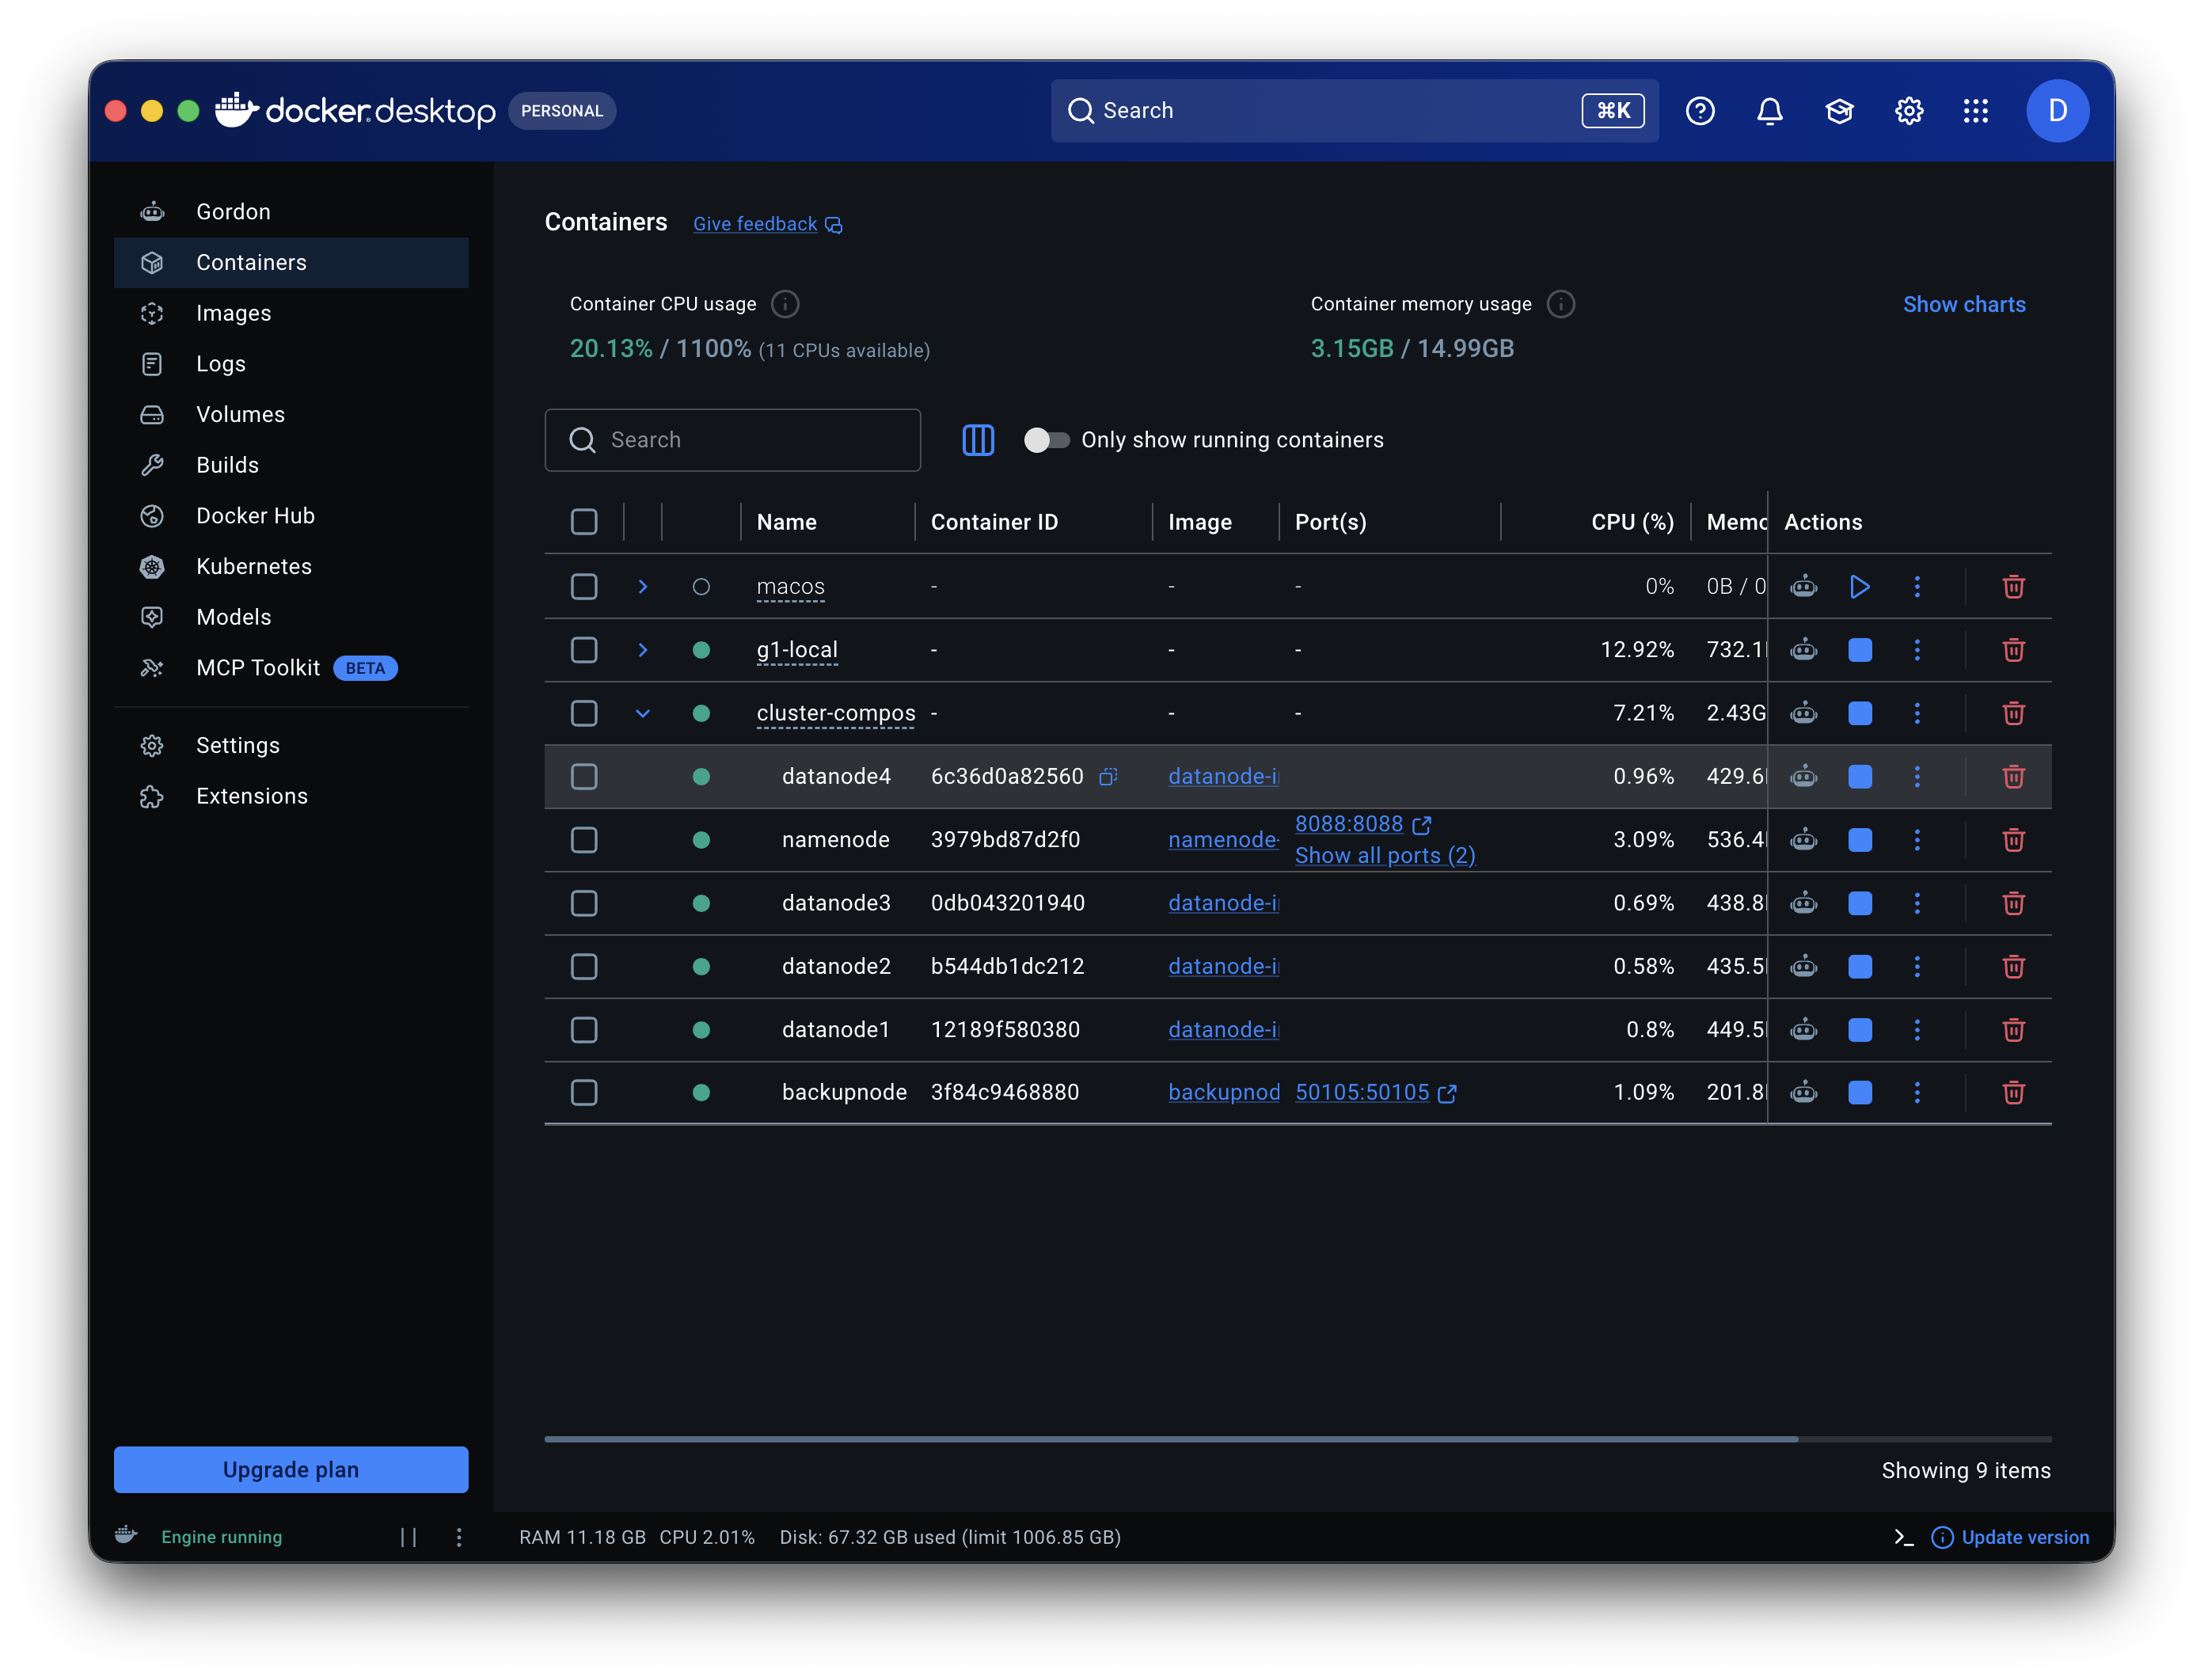 docker.desktop PERSONAL Search ⌘K D
Gordon
Containers
Images
Logs
Volumes
Builds
Docker Hub
Kubernetes
Models
MCP Toolkit BETA
Settings
Extensions
Upgrade plan
Containers Give feedback
Container CPU usage
20.13% / 1100% (11 CPUs available)
Container memory usage
3.15GB / 14.99GB
Show charts
Search Only show running containers
Name Container ID Image Port(s) CPU (%) Memo Actions
macos - - - 0% 0B / 0
g1-local - - - 12.92% 732.1
cluster-compos - - - 7.21% 2.43G
datanode4 6c36d0a82560 datanode-i 0.96% 429.6
namenode 3979bd87d2f0 namenode- 8088:8088 3.09% 536.4
Show all ports (2)
datanode3 0db043201940 datanode-i 0.69% 438.8
datanode2 b544db1dc212 datanode-i 0.58% 435.5
datanode1 12189f580380 datanode-i 0.8% 449.5
backupnode 3f84c9468880 backupnod 50105:50105 1.09% 201.8
Showing 9 items
Engine running RAM 11.18 GB CPU 2.01% Disk: 67.32 GB used (limit 1006.85 GB) Update version